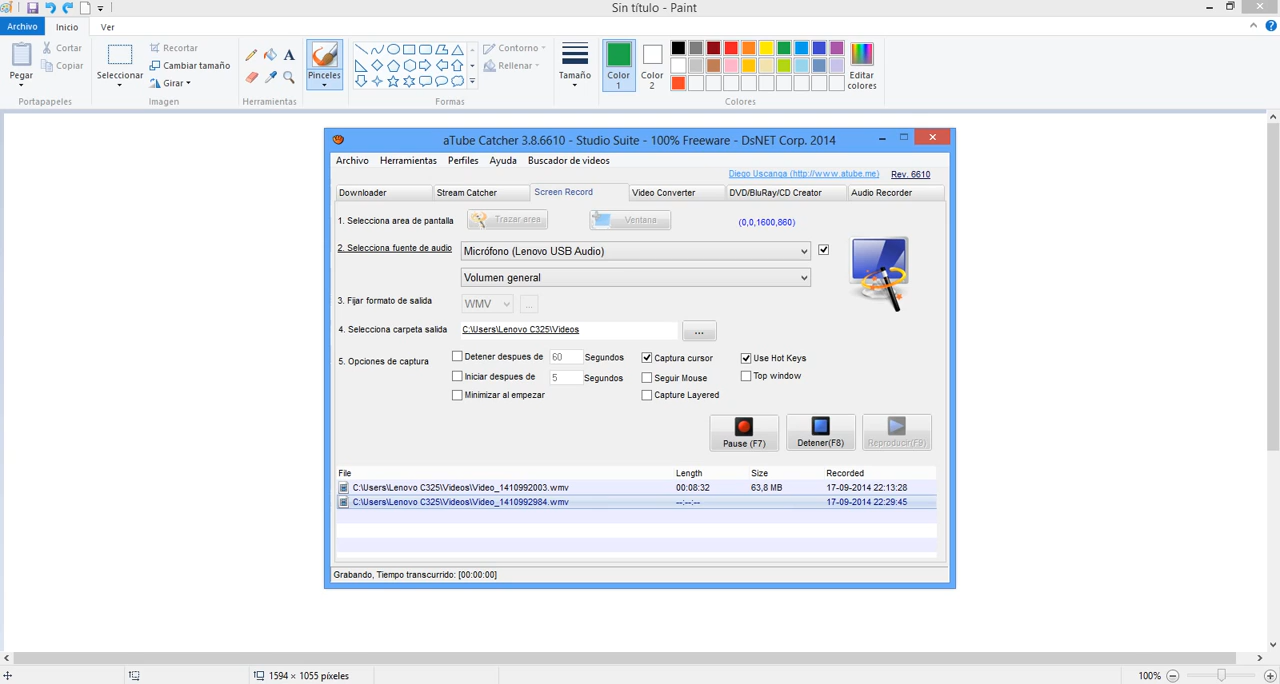 Sin título - Paint
Archivo Inicio Ver
Pegar
Cortar
Copiar
Portapapeles
Seleccionar
Recortar
Cambiar tamaño
Girar
Imagen
A
Herramientas
Pinceles
Contorno
Rellenar
Formas
Tamaño
Color
1
Color
2
Editar
colores
Colores
aTube Catcher 3.8.6610 - Studio Suite - 100% Freeware - DsNET Corp. 2014
Archivo Herramientas Perfiles Ayuda Buscador de videos
Diego Uscanga (http://www.atube.me) Rev. 6610
Downloader Stream Catcher Screen Record Video Converter DVD/BluRay/CD Creator Audio Recorder
1. Selecciona area de pantalla Trazar area Ventana (0,0,1600,860)
2. Selecciona fuente de audio Micrófono (Lenovo USB Audio)
Volumen general
3. Fijar formato de salida WMV ...
4. Selecciona carpeta salida C:\Users\Lenovo C325\Videos ...
5. Opciones de captura Detener despues de 60 Segundos Captura cursor Use Hot Keys
Iniciar despues de 5 Segundos Seguir Mouse Top window
Minimizar al empezar Capture Layered
Pause (F7) Detener(F8) Reproducir(F9)
File Length Size Recorded
C:\Users\Lenovo C325\Videos\Video_1410992003.wmv 00:08:32 63,8 MB 17-09-2014 22:13:28
C:\Users\Lenovo C325\Videos\Video_1410992984.wmv --:--:-- 17-09-2014 22:29:45
Grabando, Tiempo transcurrido: [00:00:00]
1594 × 1055 píxeles 100%